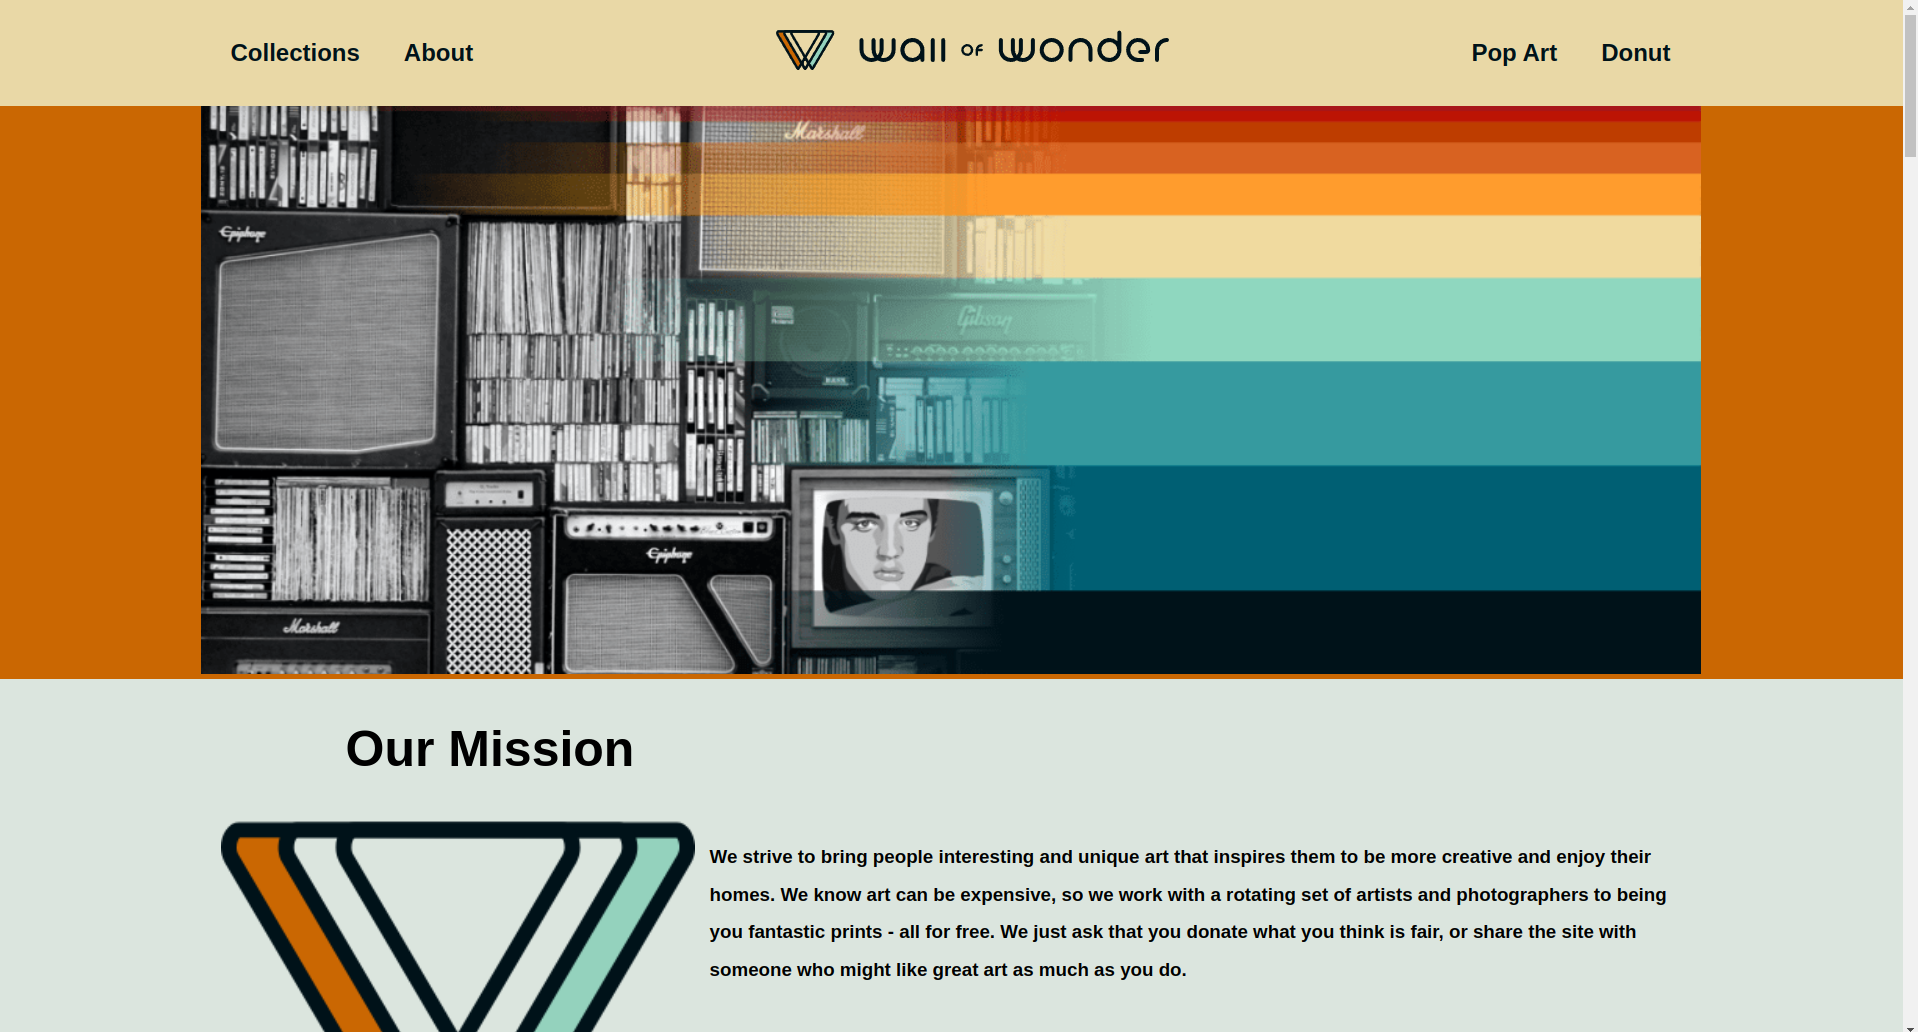 Collections About
wall OF wonder
Pop Art Donut
Marshall
Epiphone
Gibson
Epiphone
Marshall
Our Mission
We strive to bring people interesting and unique art that inspires them to be more creative and enjoy their
homes. We know art can be expensive, so we work with a rotating set of artists and photographers to being
you fantastic prints - all for free. We just ask that you donate what you think is fair, or share the site with
someone who might like great art as much as you do.